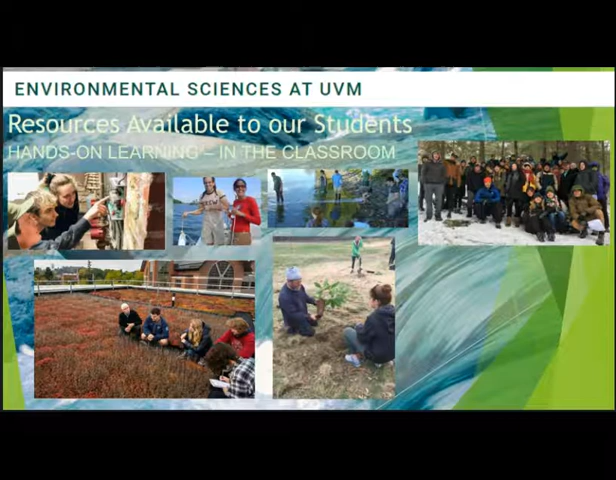 ENVIRONMENTAL SCIENCES AT UVM
Resources Available to our Students
HANDS-ON LEARNING – IN THE CLASSROOM